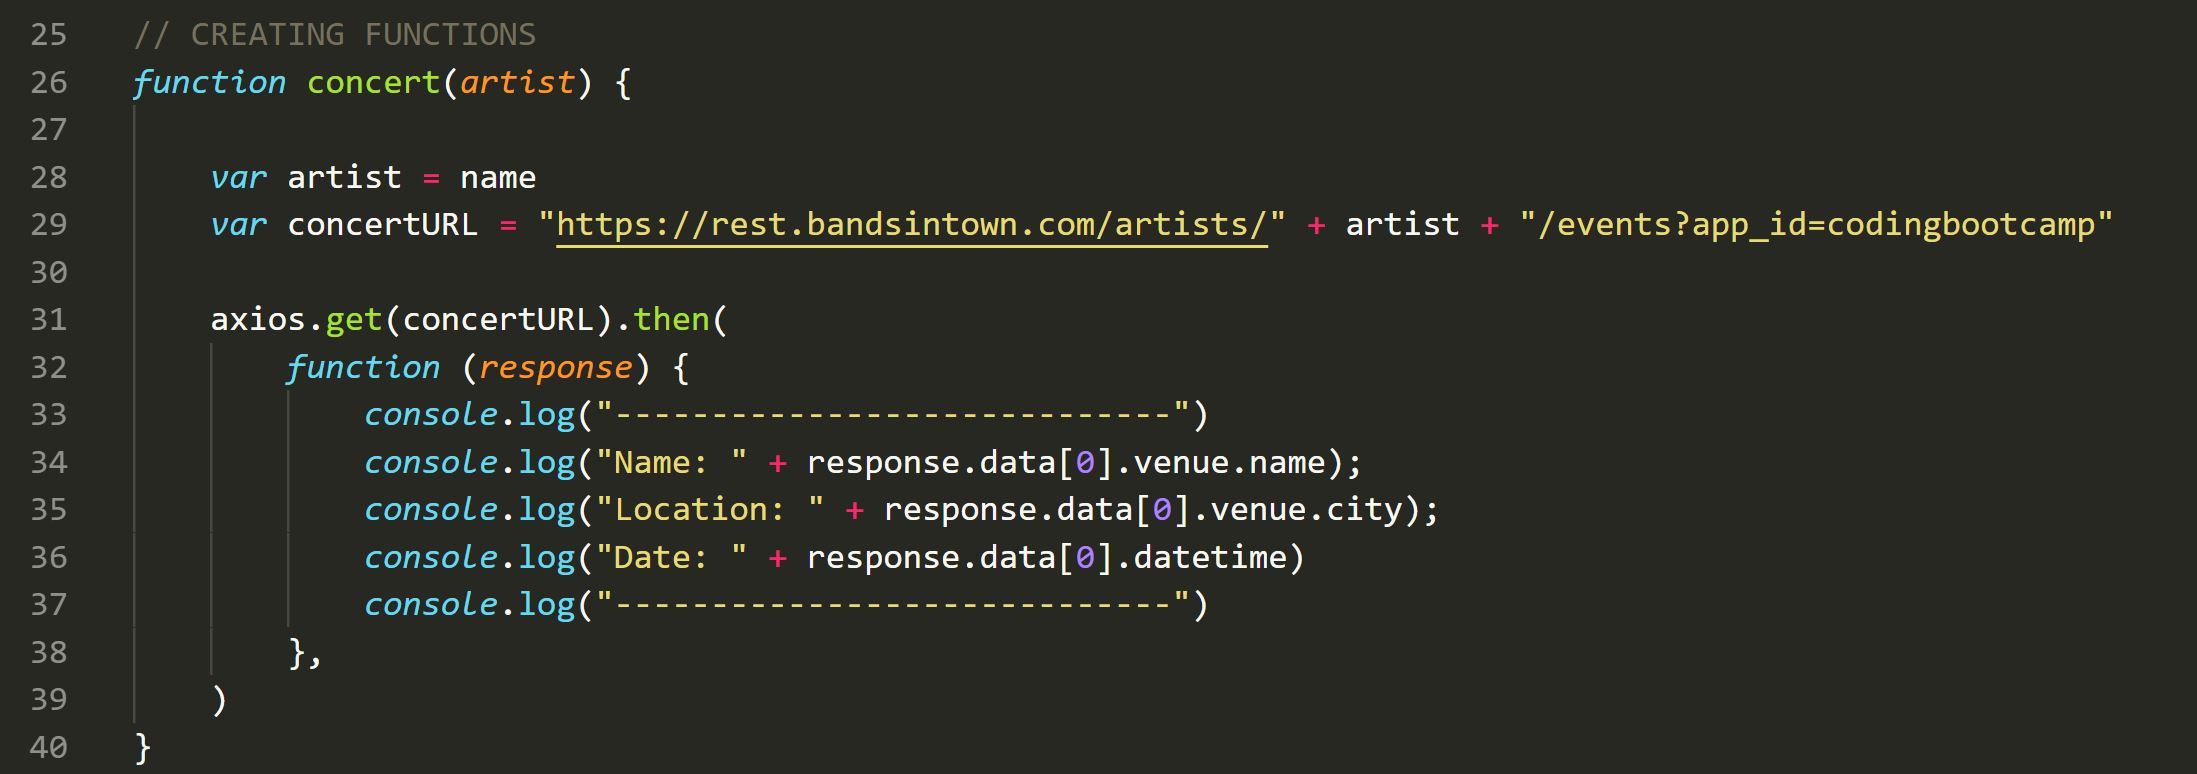 25 // CREATING FUNCTIONS
26 function concert(artist) {
27
28 var artist = name
29 var concertURL = "https://rest.bandsintown.com/artists/" + artist + "/events?app_id=codingbootcamp"
30
31 axios.get(concertURL).then(
32 function (response) {
33 console.log("-----------------------------")
34 console.log("Name: " + response.data[0].venue.name);
35 console.log("Location: " + response.data[0].venue.city);
36 console.log("Date: " + response.data[0].datetime)
37 console.log("-----------------------------")
38 },
39 )
40 }